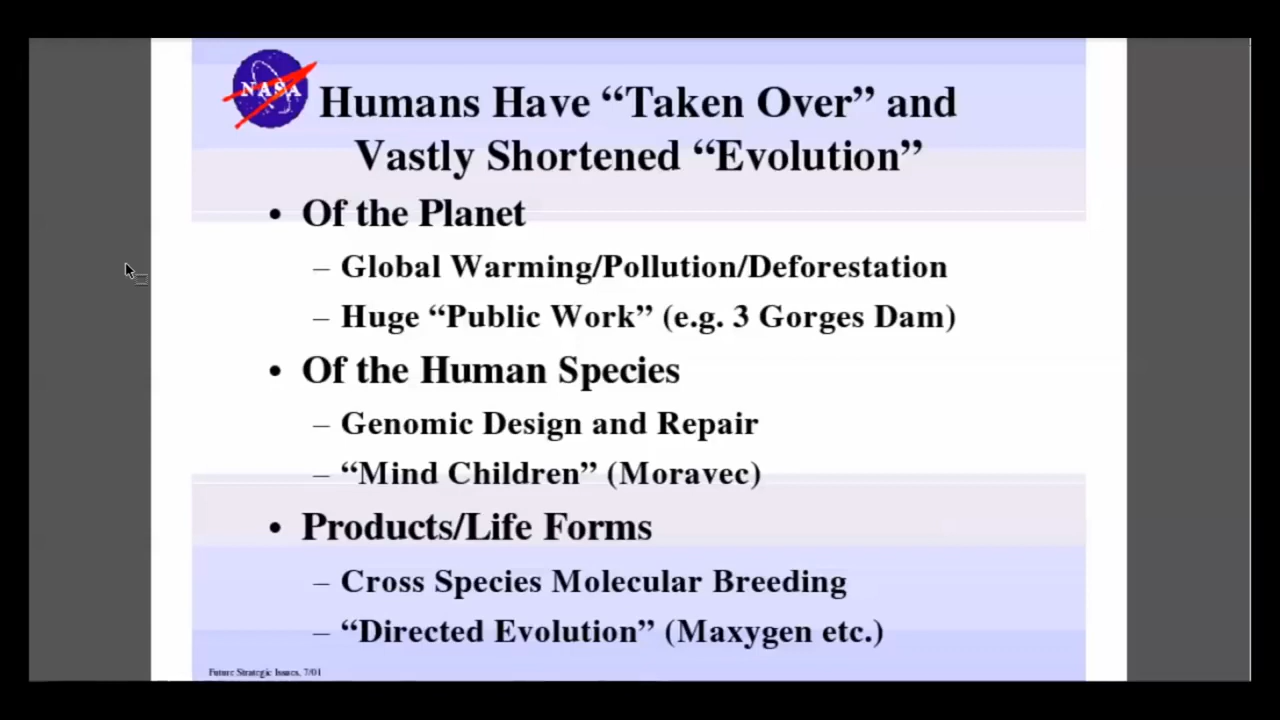 NASA
Humans Have “Taken Over” and
Vastly Shortened “Evolution”
• Of the Planet
– Global Warming/Pollution/Deforestation
– Huge “Public Work” (e.g. 3 Gorges Dam)
• Of the Human Species
– Genomic Design and Repair
– “Mind Children” (Moravec)
• Products/Life Forms
– Cross Species Molecular Breeding
– “Directed Evolution” (Maxygen etc.)
Future Strategic Issues, 7/01